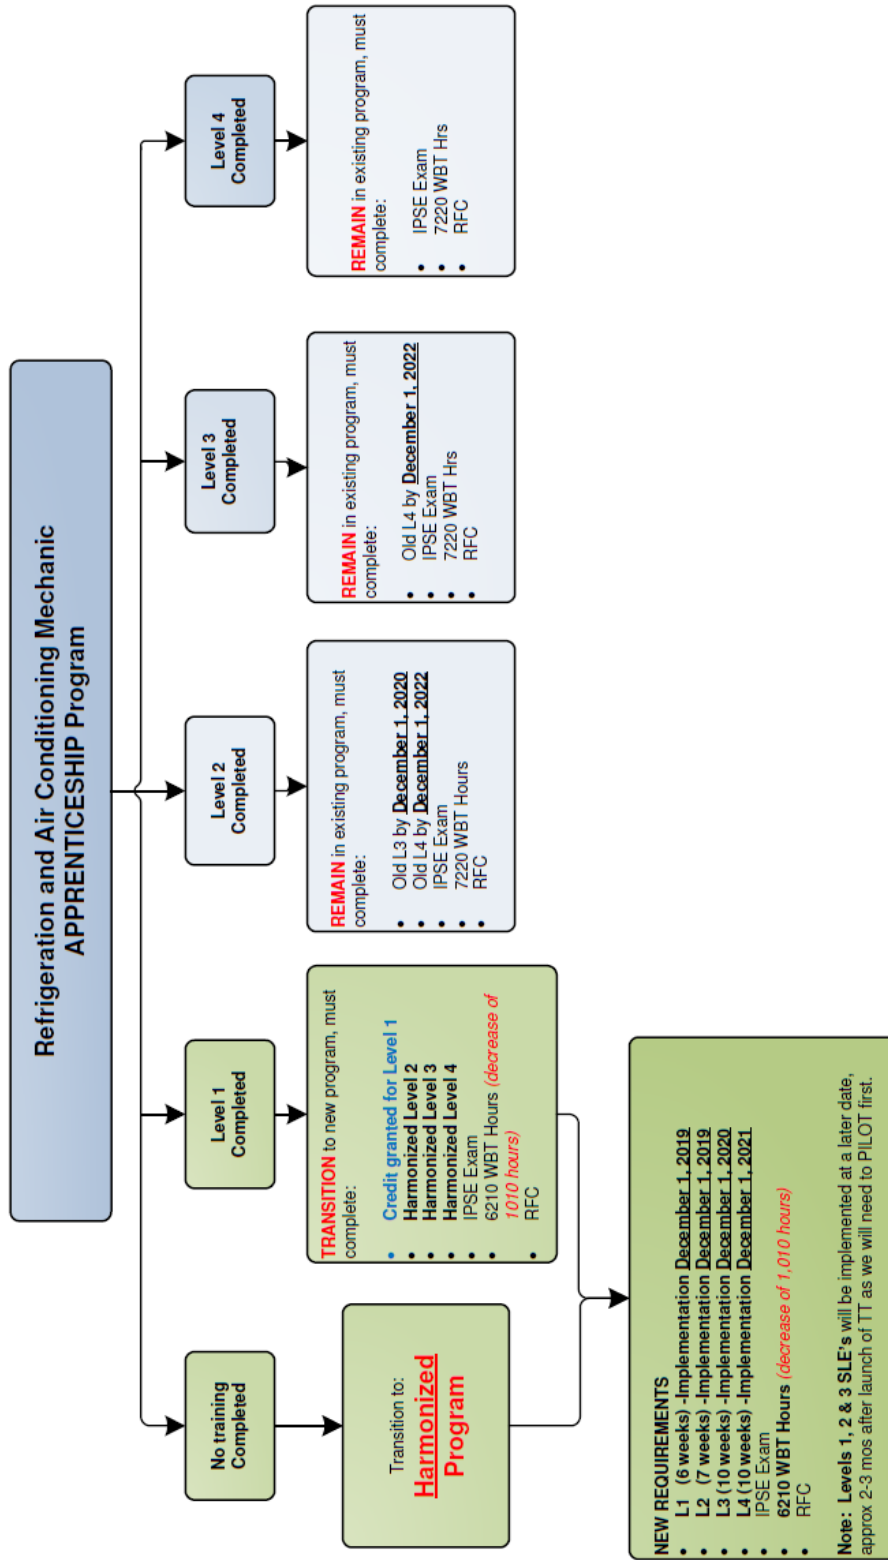 Refrigeration and Air Conditioning Mechanic
APPRENTICESHIP Program
No training
Completed
Level 1
Completed
Level 2
Completed
Level 3
Completed
Level 4
Completed
Transition to:
Harmonized
Program
TRANSITION to new program, must
complete:
• Credit granted for Level 1
• Harmonized Level 2
• Harmonized Level 3
• Harmonized Level 4
• IPSE Exam
• 6210 WBT Hours (decrease of
1010 hours)
• RFC
REMAIN in existing program, must
complete:
• Old L3 by December 1, 2020
• Old L4 by December 1, 2022
• IPSE Exam
• 7220 WBT Hours
• RFC
REMAIN in existing program, must
complete:
• Old L4 by December 1, 2022
• IPSE Exam
• 7220 WBT Hrs
• RFC
REMAIN in existing program, must
complete:
• IPSE Exam
• 7220 WBT Hrs
• RFC
NEW REQUIREMENTS
• L1 (6 weeks) -Implementation December 1, 2019
• L2 (7 weeks) -Implementation December 1, 2019
• L3 (10 weeks) -Implementation December 1, 2020
• L4 (10 weeks) -Implementation December 1, 2021
• IPSE Exam
• 6210 WBT Hours (decrease of 1,010 hours)
• RFC
Note: Levels 1, 2 & 3 SLE's will be implemented at a later date,
approx 2-3 mos after launch of TT as we will need to PILOT first.